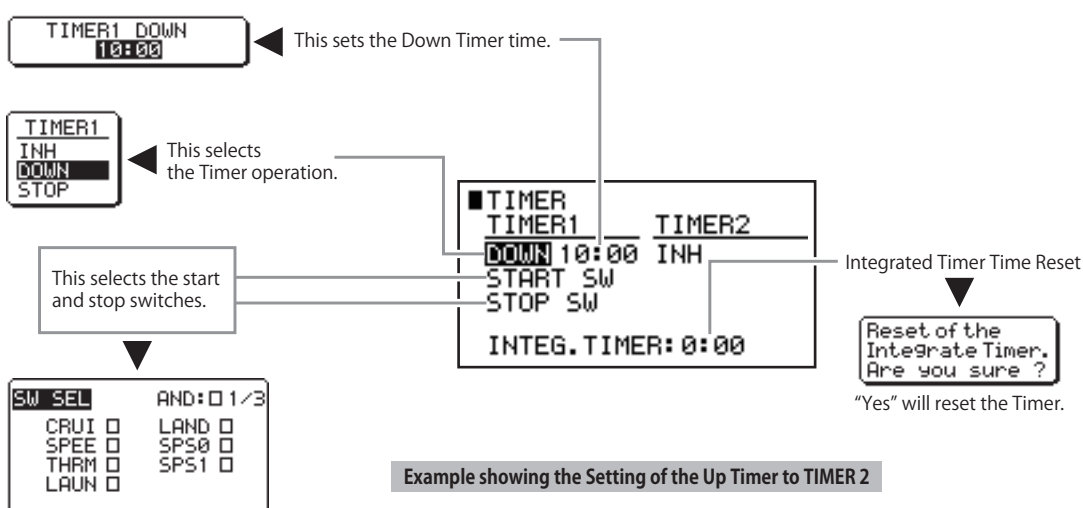 TIMER1 DOWN
10:00
This sets the Down Timer time.
TIMER1
INH
DOWN
STOP
This selects
the Timer operation.
This selects the start
and stop switches.
■TIMER
TIMER1 TIMER2
DOWN 10:00 INH
START SW
STOP SW
INTEG.TIMER:0:00
Integrated Timer Time Reset
Reset of the
Integrate Timer.
Are you sure ?
“Yes” will reset the Timer.
SW SEL AND:□ 1/3
CRUI □ LAND □
SPEE □ SPS0 □
THRM □ SPS1 □
LAUN □
Example showing the Setting of the Up Timer to TIMER 2